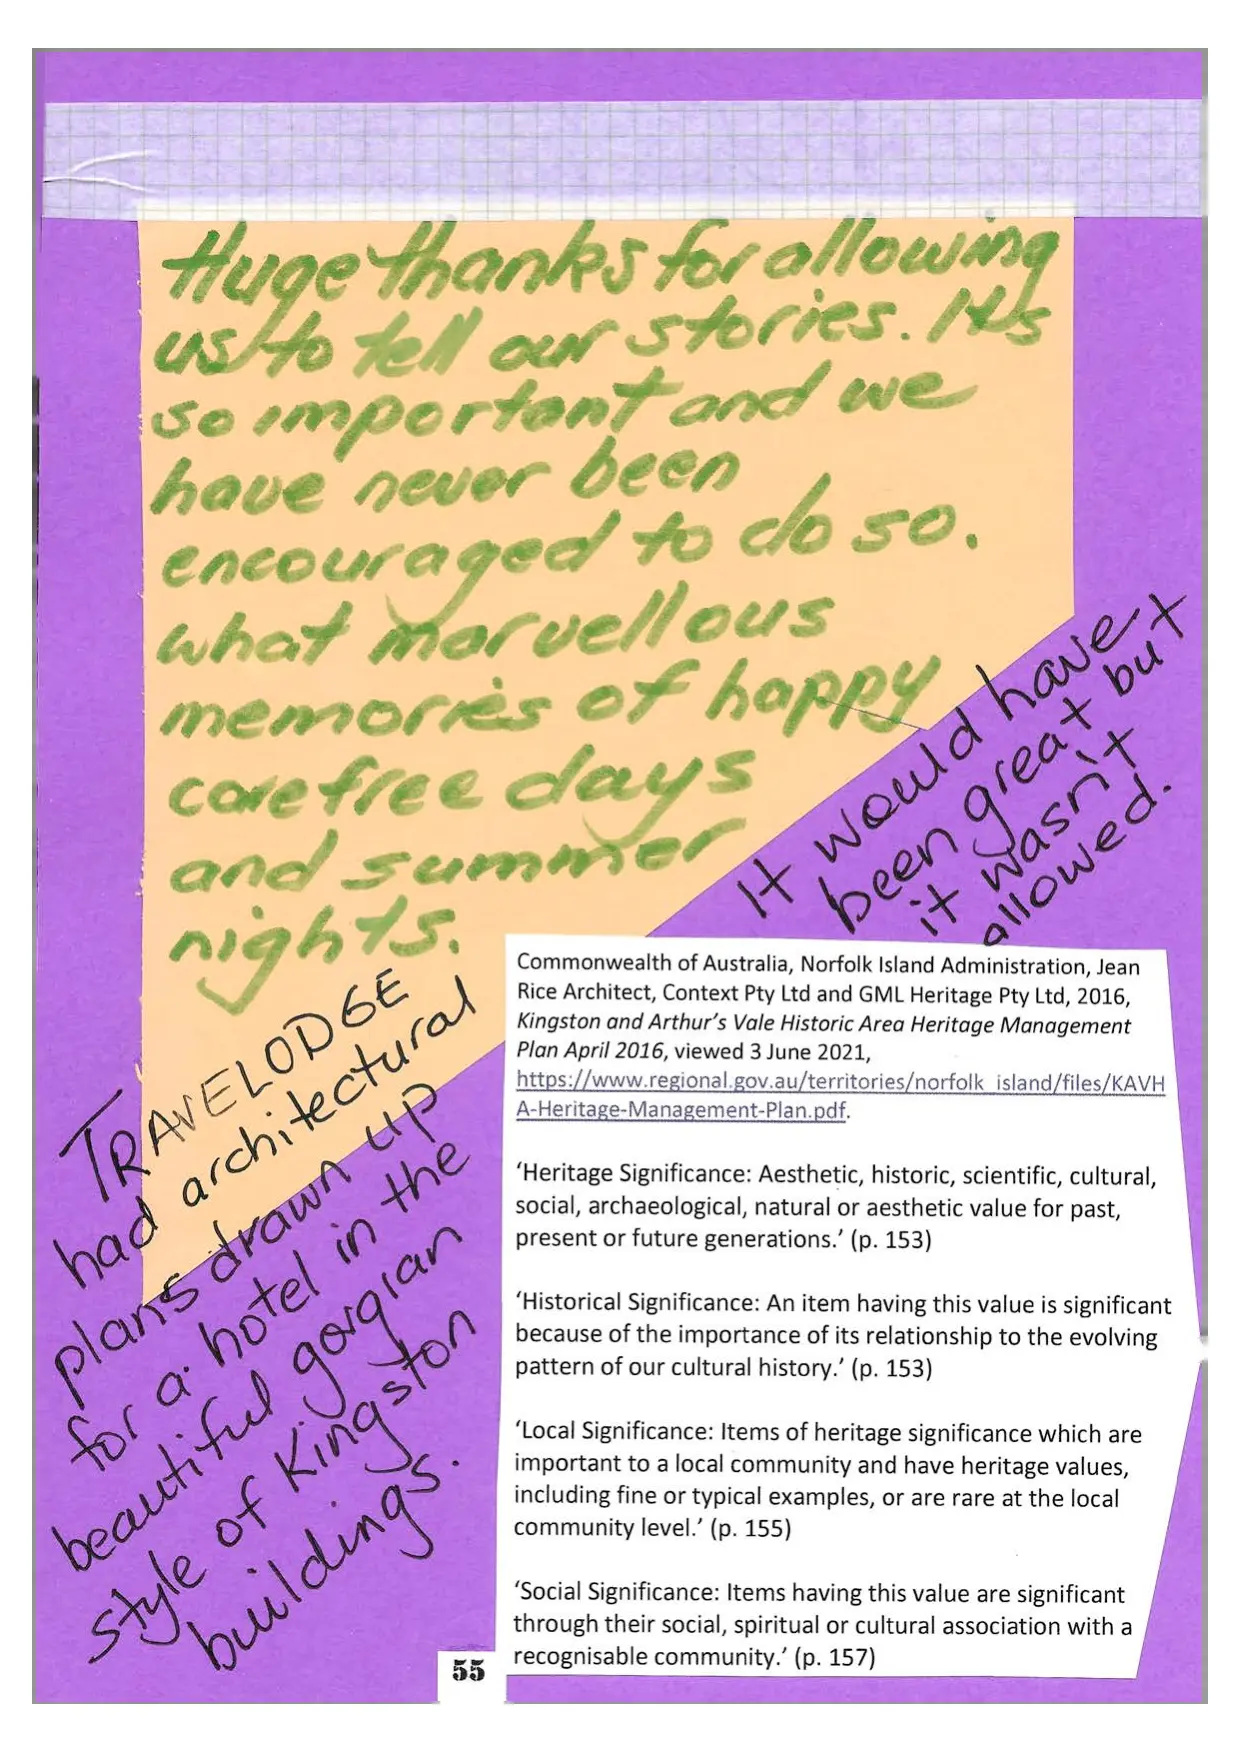 Huge thanks for allowing
us to tell our stories. It's
so important and we
have never been
encouraged to do so.
what marvellous
memories of happy
carefree days
and summer
nights.
It would have
been great but
it wasn't
allowed.
TRAVELODGE
had architectural
plans drawn up
for a hotel in the
beautiful gorgian
style of Kingston
buildings.
Commonwealth of Australia, Norfolk Island Administration, Jean
Rice Architect, Context Pty Ltd and GML Heritage Pty Ltd, 2016,
Kingston and Arthur's Vale Historic Area Heritage Management
Plan April 2016, viewed 3 June 2021,
https://www.regional.gov.au/territories/norfolk_island/files/KAVH
A-Heritage-Management-Plan.pdf.
'Heritage Significance: Aesthetic, historic, scientific, cultural,
social, archaeological, natural or aesthetic value for past,
present or future generations.' (p. 153)
'Historical Significance: An item having this value is significant
because of the importance of its relationship to the evolving
pattern of our cultural history.' (p. 153)
'Local Significance: Items of heritage significance which are
important to a local community and have heritage values,
including fine or typical examples, or are rare at the local
community level.' (p. 155)
'Social Significance: Items having this value are significant
through their social, spiritual or cultural association with a
recognisable community.' (p. 157)
55